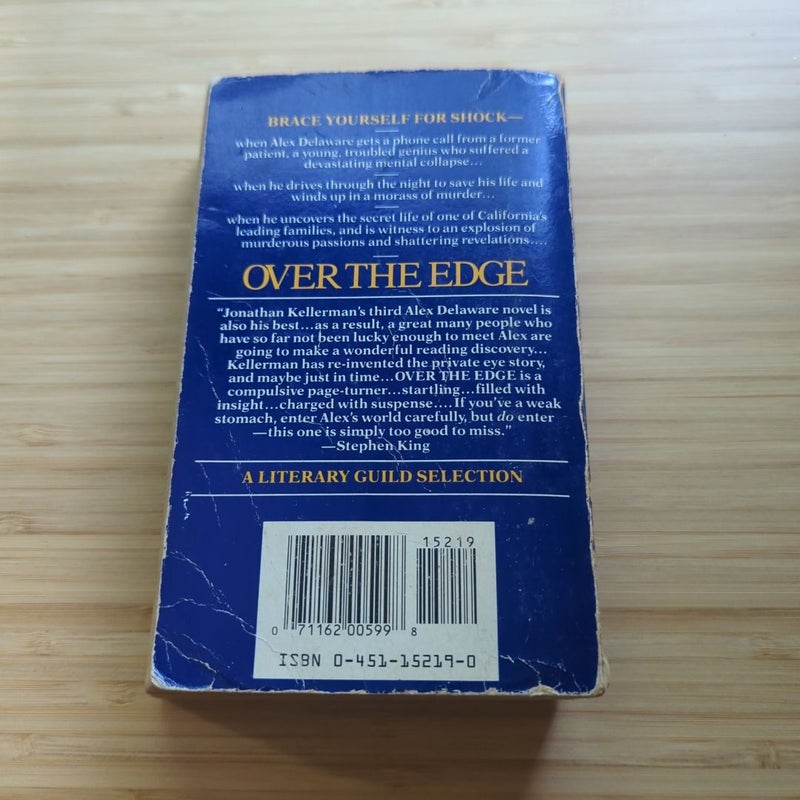 BRACE YOURSELF FOR SHOCK—
when Alex Delaware gets a phone call from a former
patient, a young, troubled genius who suffered a
devastating mental collapse...
when he drives through the night to save his life and
winds up in a morass of murder...
when he uncovers the secret life of one of California's
leading families, and is witness to an explosion of
murderous passions and shattering revelations....
OVER THE EDGE
"Jonathan Kellerman's third Alex Delaware novel is
also his best...as a result, a great many people who
have so far not been lucky enough to meet Alex are
going to make a wonderful reading discovery...
Kellerman has re-invented the private eye story,
and maybe just in time...OVER THE EDGE is a
compulsive page-turner...startling...filled with
insight...charged with suspense.... If you've a weak
stomach, enter Alex's world carefully, but do enter
—this one is simply too good to miss."
—Stephen King
A LITERARY GUILD SELECTION
15219
0 71162 00599 8
ISBN 0-451-15219-0